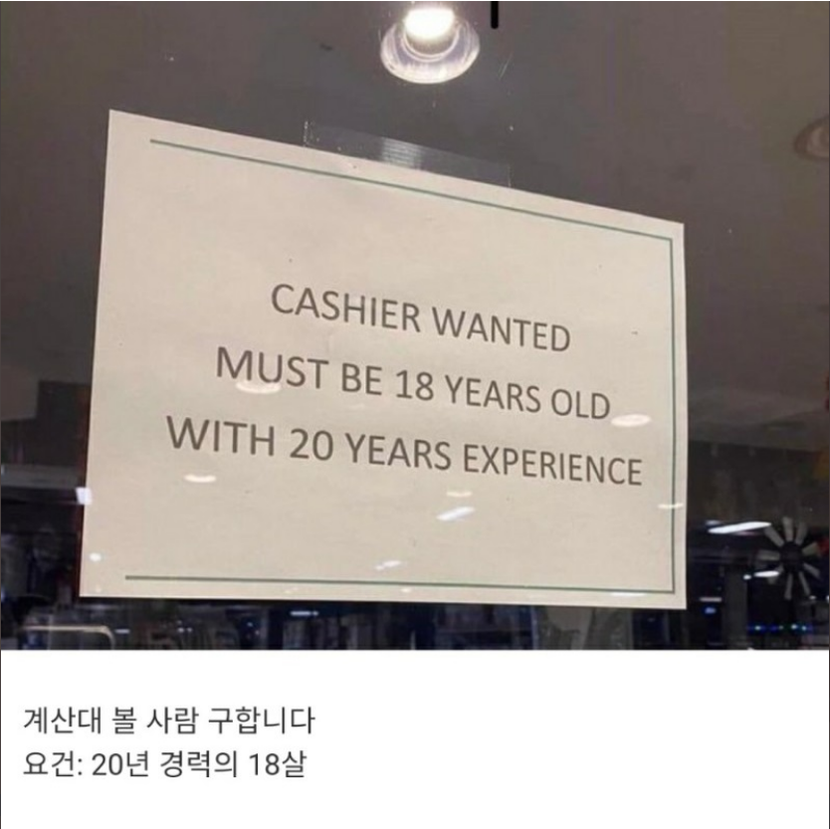 CASHIER WANTED
MUST BE 18 YEARS OLD
WITH 20 YEARS EXPERIENCE
계산대 볼 사람 구합니다
요건: 20년 경력의 18살